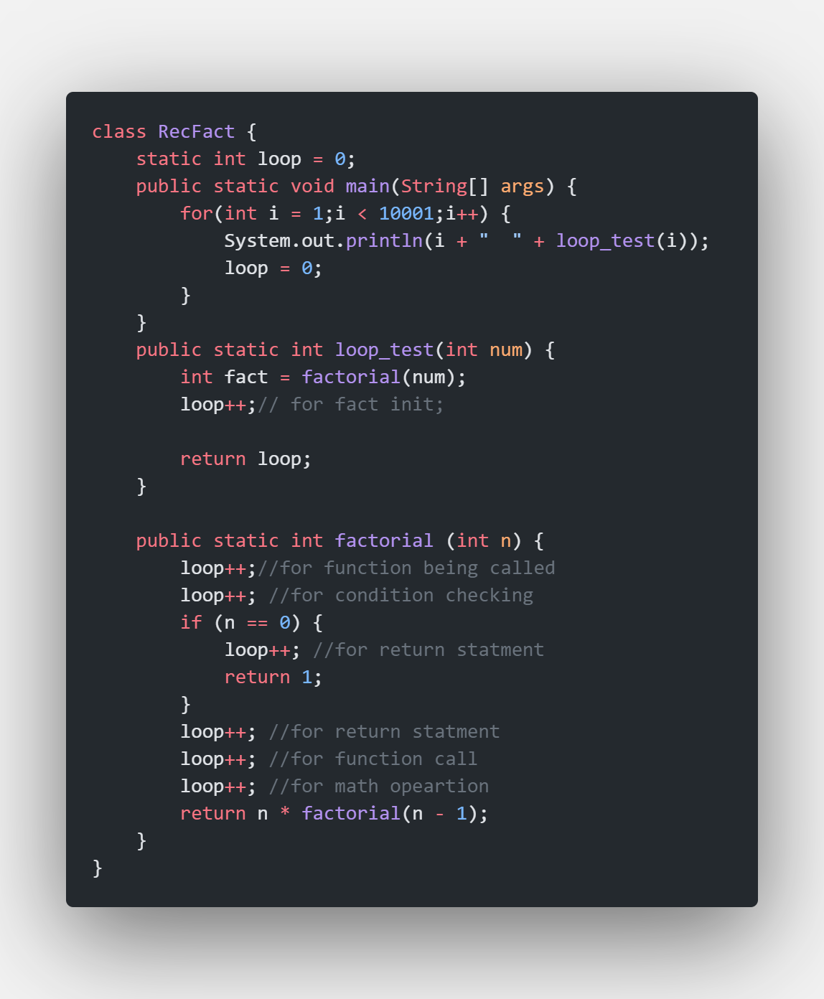 class RecFact {
    static int loop = 0;
    public static void main(String[] args) {
        for(int i = 1;i < 10001;i++) {
            System.out.println(i + "  " + loop_test(i));
            loop = 0;
        }
    }
    public static int loop_test(int num) {
        int fact = factorial(num);
        loop++;// for fact init;

        return loop;
    }

    public static int factorial (int n) {
        loop++;//for function being called
        loop++; //for condition checking
        if (n == 0) {
            loop++; //for return statment
            return 1;
        }
        loop++; //for return statment
        loop++; //for function call
        loop++; //for math opeartion
        return n * factorial(n - 1);
    }
}